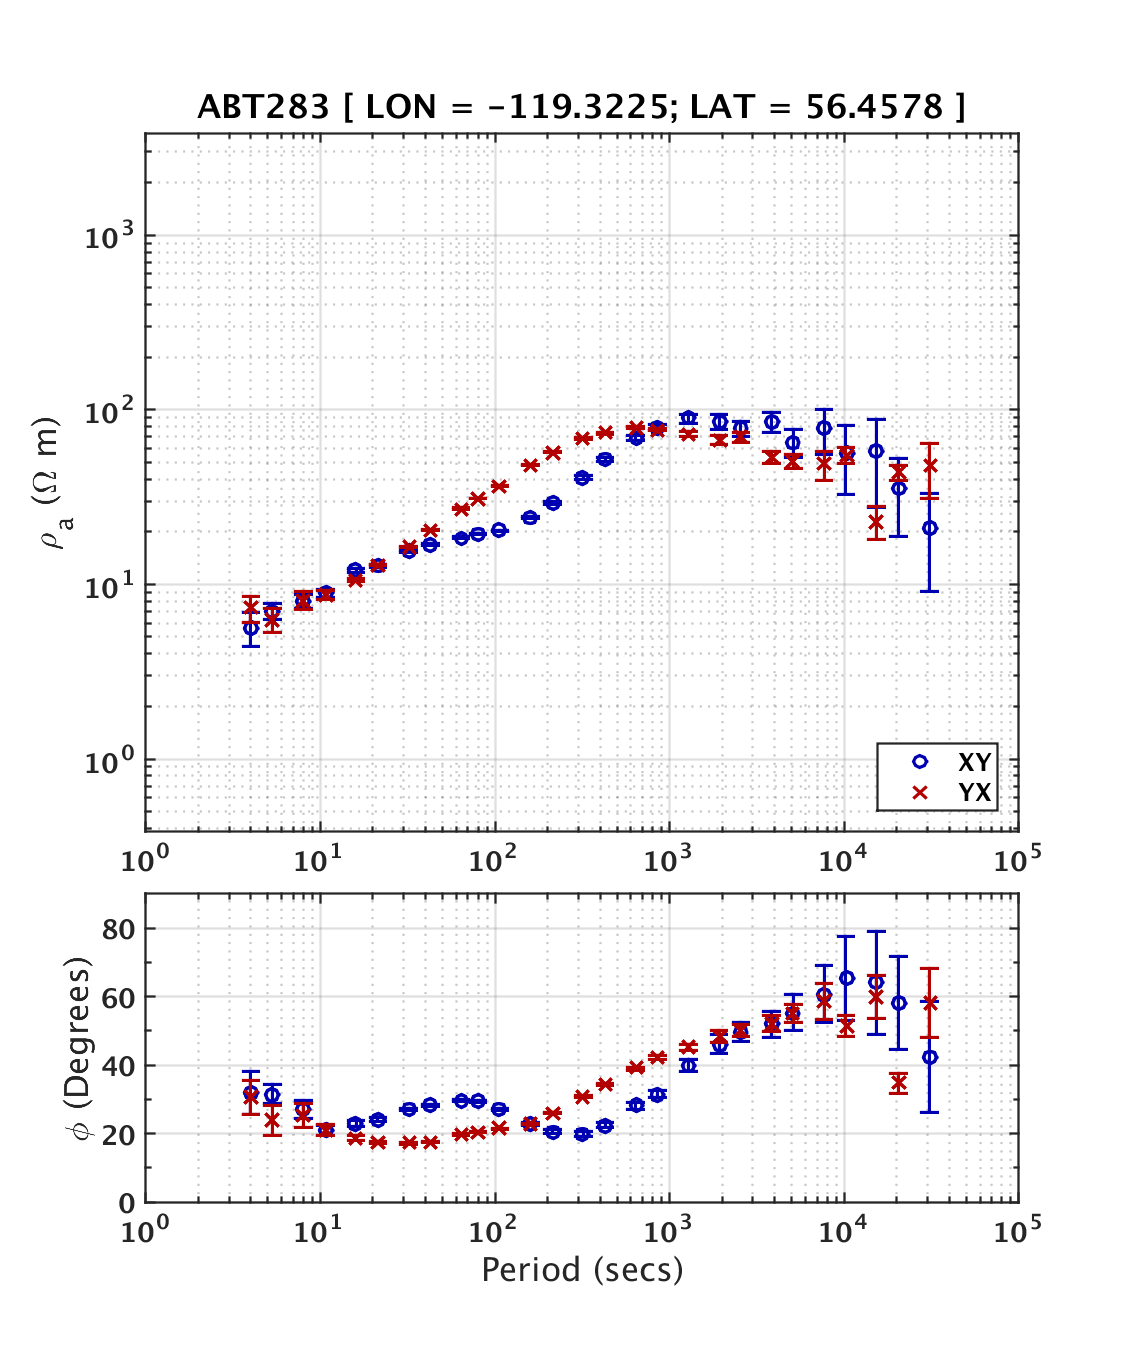 ABT283 [ LON = -119.3225; LAT = 56.4578 ]
10³
10²
10¹
10⁰
ρa (Ω m)
XY
YX
10⁰ 10¹ 10² 10³ 10⁴ 10⁵
80
60
40
20
0
ϕ (Degrees)
10⁰ 10¹ 10² 10³ 10⁴ 10⁵
Period (secs)